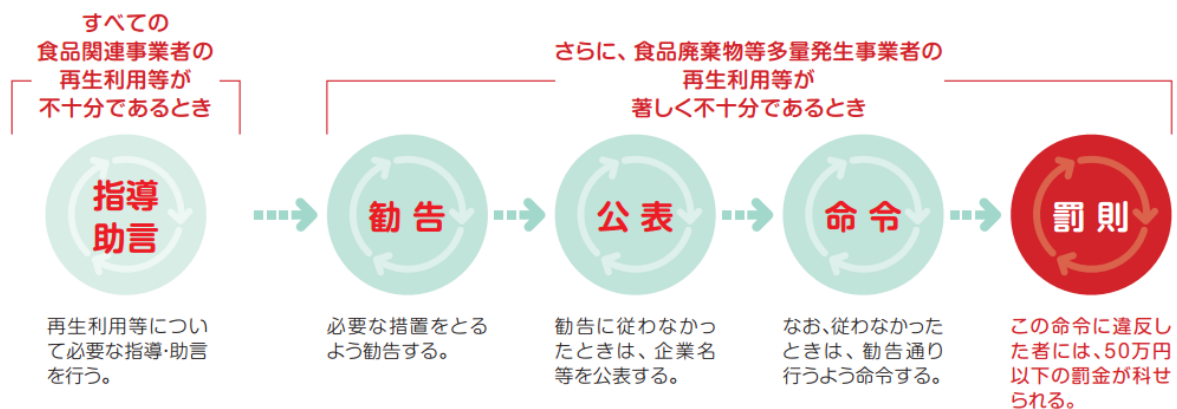 すべての
食品関連事業者の
再生利用等が
不十分であるとき
さらに、食品廃棄物等多量発生事業者の
再生利用等が
著しく不十分であるとき
指導
助言
勧告
公表
命令
罰則
再生利用等につい
て必要な指導・助言
を行う。
必要な措置をとる
よう勧告する。
勧告に従わなかっ
たときは、企業名
等を公表する。
なお、従わなかった
ときは、勧告通り
行うよう命令する。
この命令に違反し
た者には、50万円
以下の罰金が科せ
られる。